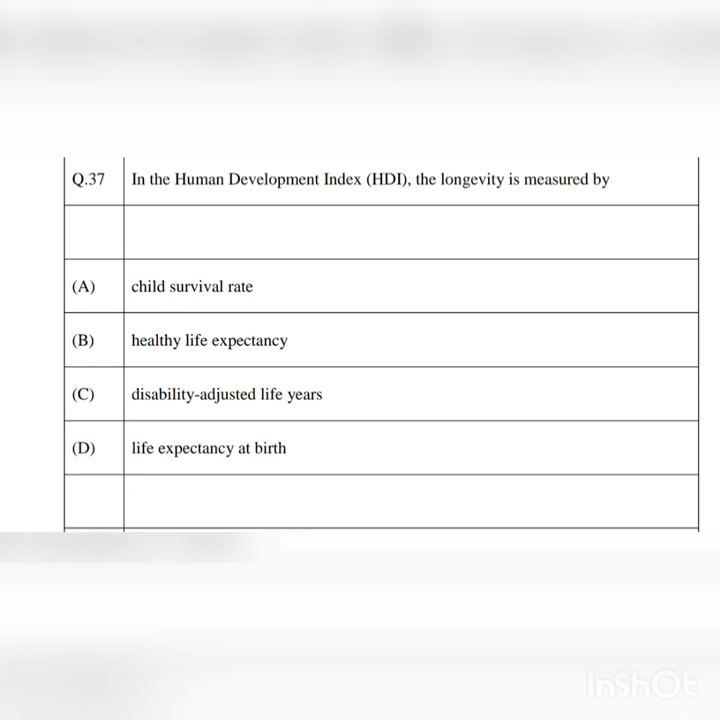 Q.37 In the Human Development Index (HDI), the longevity is measured by
(A) child survival rate
(B) healthy life expectancy
(C) disability-adjusted life years
(D) life expectancy at birth
InShOt